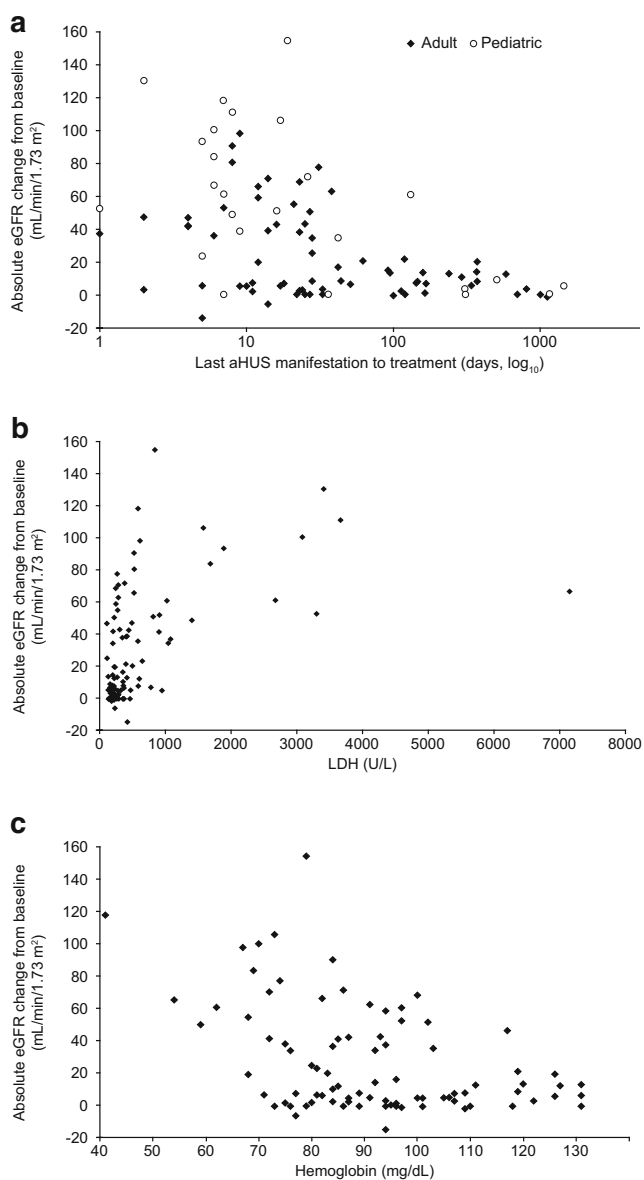 a
160
140
120
100
80
60
40
20
0
-20
Absolute eGFR change from baseline
(mL/min/1.73 m²)
Adult Pediatric
1 10 100 1000
Last aHUS manifestation to treatment (days, log₁₀)
b
160
140
120
100
80
60
40
20
0
-20
Absolute eGFR change from baseline
(mL/min/1.73 m²)
0 1000 2000 3000 4000 5000 6000 7000 8000
LDH (U/L)
c
160
140
120
100
80
60
40
20
0
-20
Absolute eGFR change from baseline
(mL/min/1.73 m²)
40 50 60 70 80 90 100 110 120 130
Hemoglobin (mg/dL)